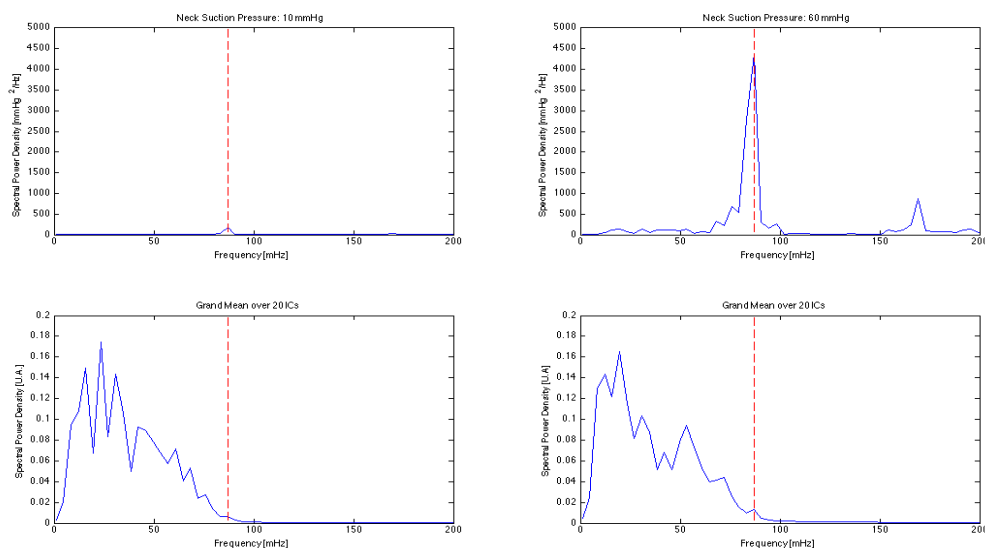 Neck Suction Pressure: 10 mmHg
5000
4500
4000
3500
3000
2500
2000
1500
1000
500
0
Spectral Power Density [mmHg 2/Hz]
0 50 100 150 200
Frequency [mHz]
Neck Suction Pressure: 60 mmHg
5000
4500
4000
3500
3000
2500
2000
1500
1000
500
0
Spectral Power Density [mmHg 2/Hz]
0 50 100 150 200
Frequency [mHz]
Grand Mean over 20 ICs
0.2
0.18
0.16
0.14
0.12
0.1
0.08
0.06
0.04
0.02
0
Spectral Power Density [U.A.]
0 50 100 150 200
Frequency [mHz]
Grand Mean over 20 ICs
0.2
0.18
0.16
0.14
0.12
0.1
0.08
0.06
0.04
0.02
0
Spectral Power Density [U.A.]
0 50 100 150 200
Frequency [mHz]